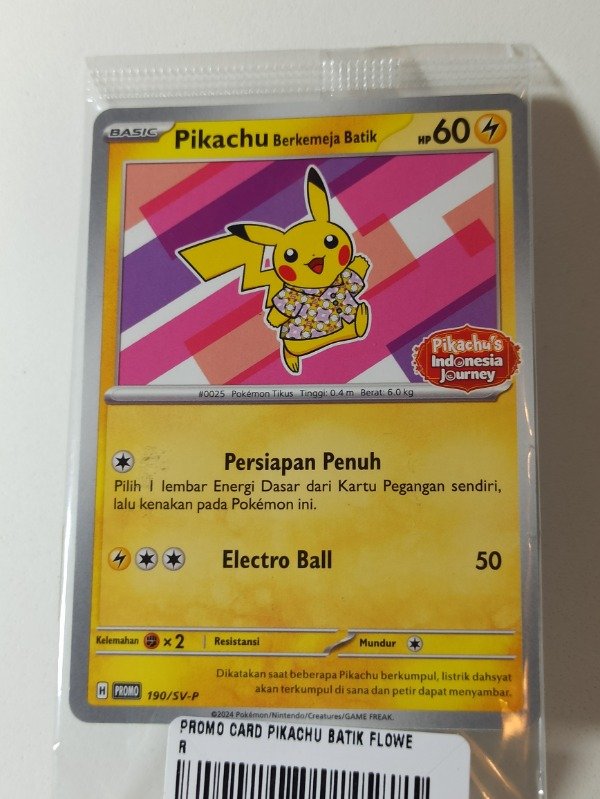 BASIC
Pikachu Berkemeja Batik
HP 60
Pikachu's
Indonesia
Journey
#0025 Pokémon Tikus Tinggi: 0.4 m Berat: 6.0 kg
Persiapan Penuh
Pilih 1 lembar Energi Dasar dari Kartu Pegangan sendiri,
lalu kenakan pada Pokémon ini.
Electro Ball 50
Kelemahan ×2 Resistansi Mundur
Dikatakan saat beberapa Pikachu berkumpul, listrik dahsyat
akan terkumpul di sana dan petir dapat menyambar.
H PROMO 190/SV-P
©2024 Pokémon/Nintendo/Creatures/GAME FREAK.
PROMO CARD PIKACHU BATIK FLOWE
R